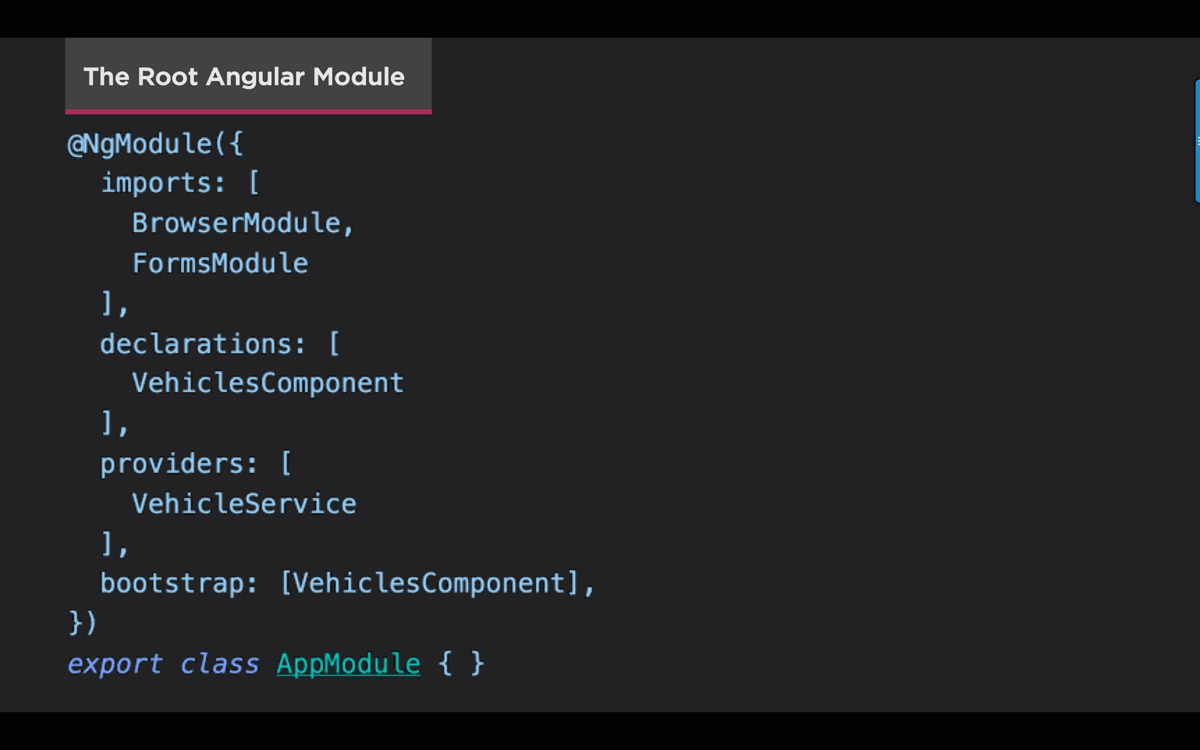 The Root Angular Module
@NgModule({
  imports: [
    BrowserModule,
    FormsModule
  ],
  declarations: [
    VehiclesComponent
  ],
  providers: [
    VehicleService
  ],
  bootstrap: [VehiclesComponent],
})
export class AppModule { }